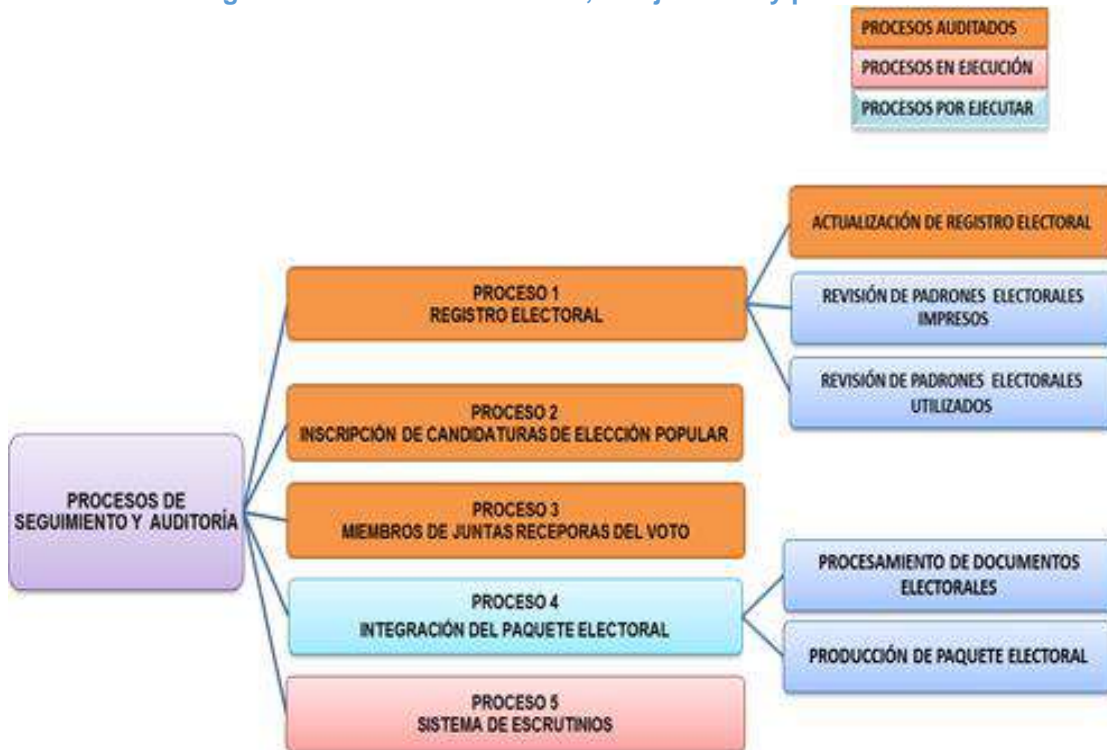 PROCESOS AUDITADOS
PROCESOS EN EJECUCIÓN
PROCESOS POR EJECUTAR
ACTUALIZACIÓN DE REGISTRO ELECTORAL
PROCESO 1
REGISTRO ELECTORAL
REVISIÓN DE PADRONES ELECTORALES
IMPRESOS
REVISIÓN DE PADRONES ELECTORALES
UTILIZADOS
PROCESO 2
INSCRIPCIÓN DE CANDIDATURAS DE ELECCIÓN POPULAR
PROCESOS DE
SEGUIMIENTO Y AUDITORÍA
PROCESO 3
MIEMBROS DE JUNTAS RECEPORAS DEL VOTO
PROCESAMIENTO DE DOCUMENTOS
ELECTORALES
PROCESO 4
INTEGRACIÓN DEL PAQUETE ELECTORAL
PRODUCCIÓN DE PAQUETE ELECTORAL
PROCESO 5
SISTEMA DE ESCRUTINIOS